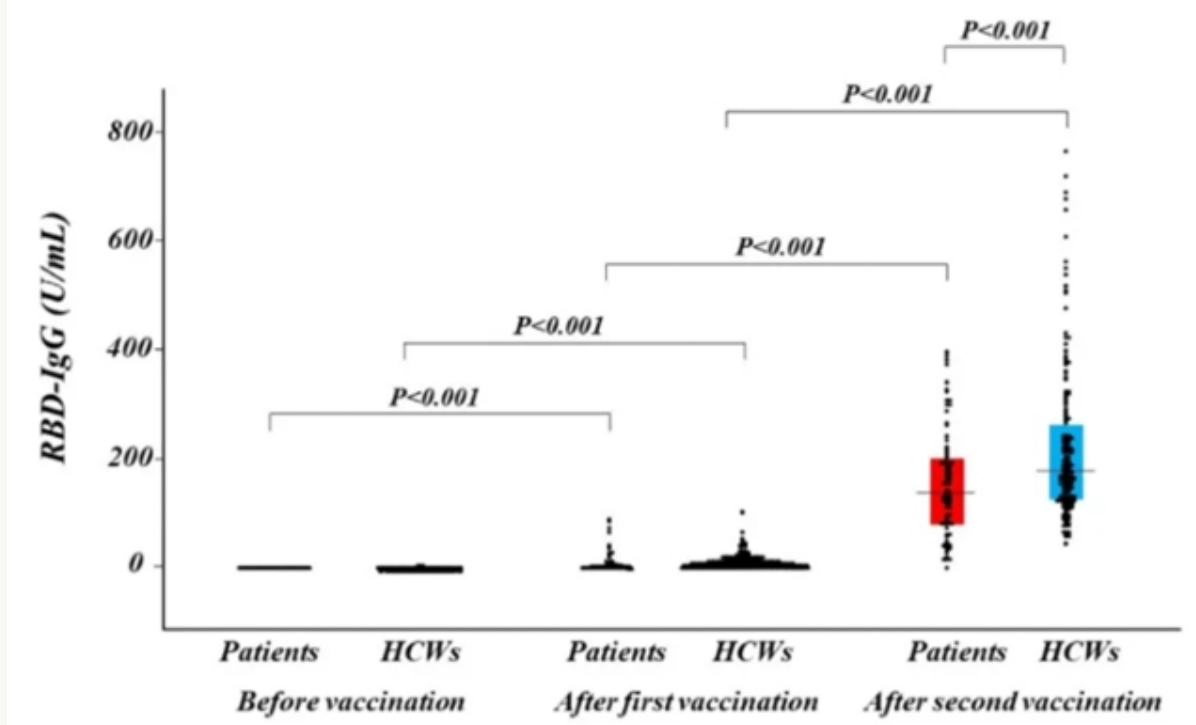 P<0.001
P<0.001
800
RBD-IgG (U/mL)
600
P<0.001
400
P<0.001
P<0.001
200
0
Patients HCWs Patients HCWs Patients HCWs
Before vaccination After first vaccination After second vaccination